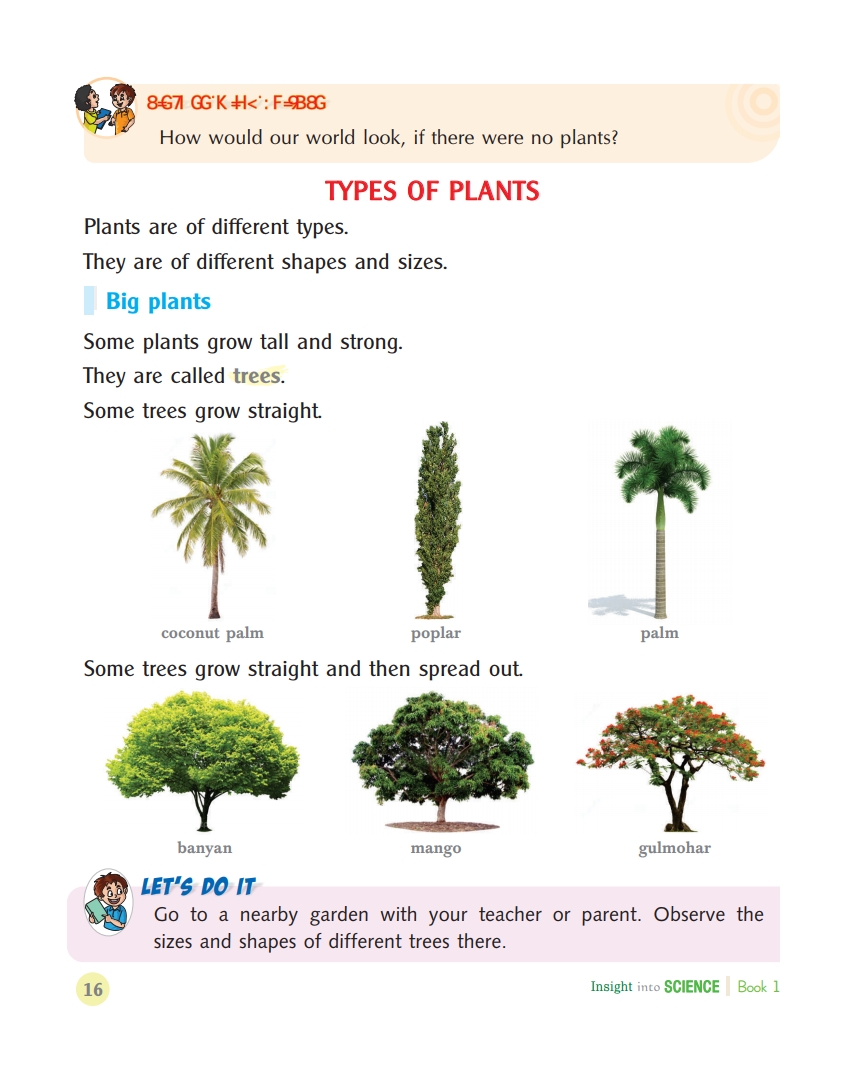 How would our world look, if there were no plants?
TYPES OF PLANTS
Plants are of different types.
They are of different shapes and sizes.
Big plants
Some plants grow tall and strong.
They are called trees.
Some trees grow straight.
coconut palm poplar palm
Some trees grow straight and then spread out.
banyan mango gulmohar
LET'S DO IT
Go to a nearby garden with your teacher or parent. Observe the
sizes and shapes of different trees there.
16 Insight into SCIENCE Book 1